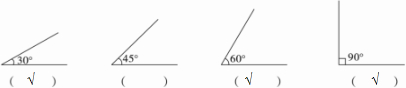 30° 45° 60° 90°
( √ ) ( ) ( √ ) ( √ )